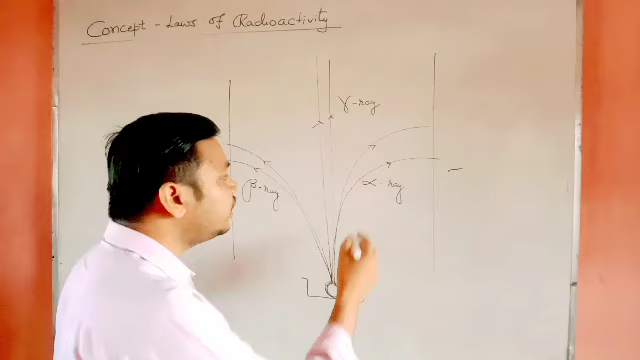 Concept - Laws of Radioactivity
γ-ray
β-ray
α-ray
-